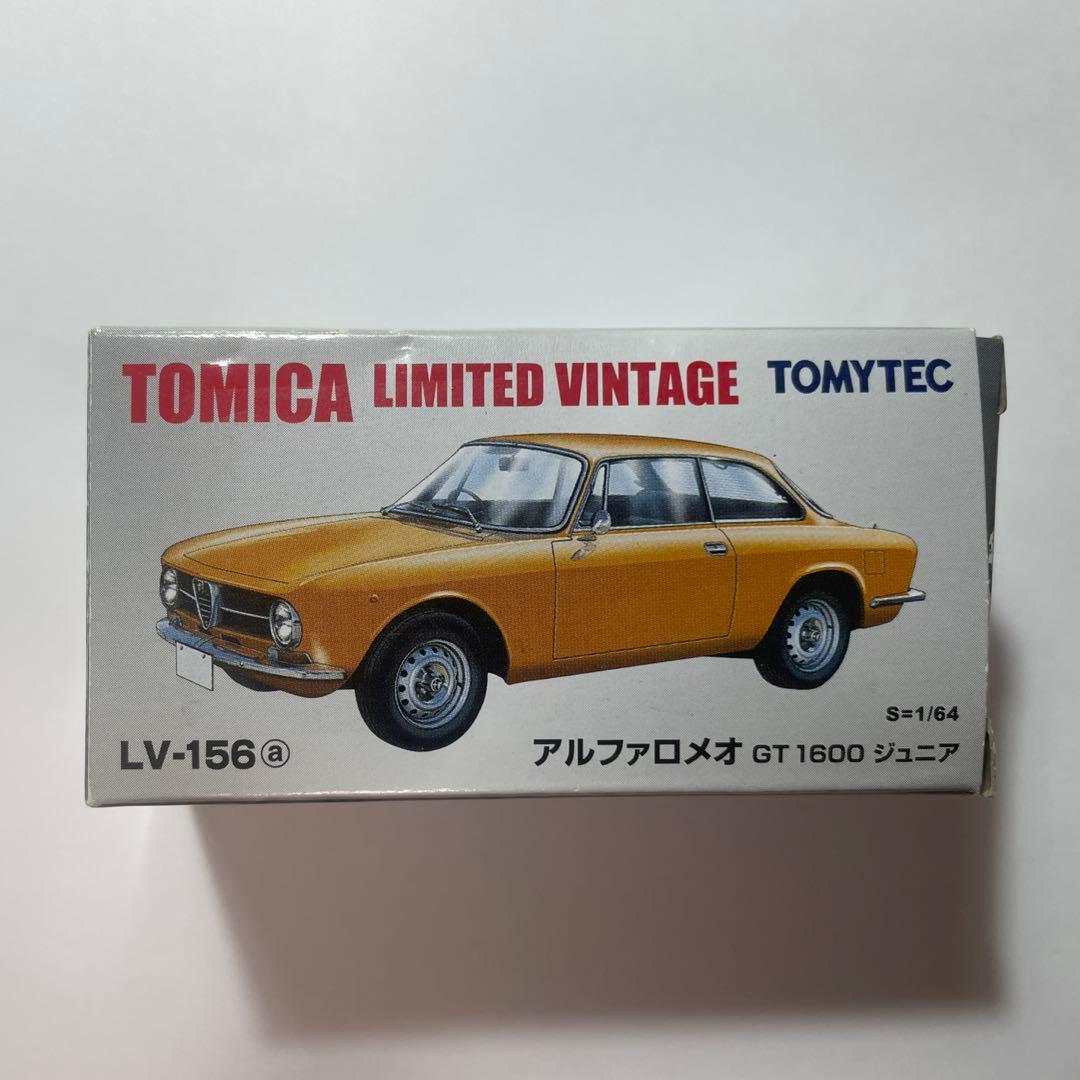 TOMICA LIMITED VINTAGE TOMYTEC
S=1/64
LV-156ⓐ アルファロメオ GT 1600 ジュニア